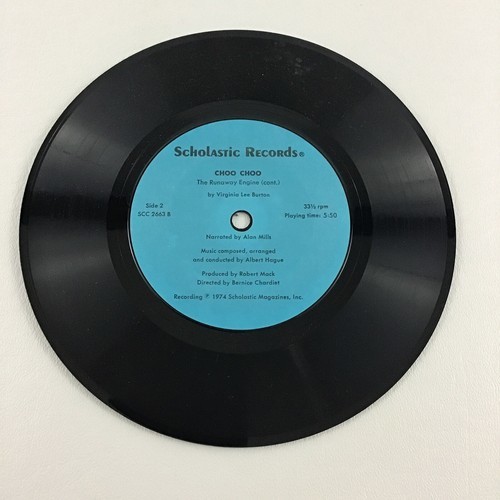 Scholastic Records®
CHOO CHOO
The Runaway Engine (cont.)
by Virginia Lee Burton
Side 2
SCC 2663 B
33⅓ rpm
Playing time: 5:50
Narrated by Alan Mills
Music composed, arranged
and conducted by Albert Hague
Produced by Robert Mack
Directed by Bernice Chardiet
Recording ℗ 1974 Scholastic Magazines, Inc.